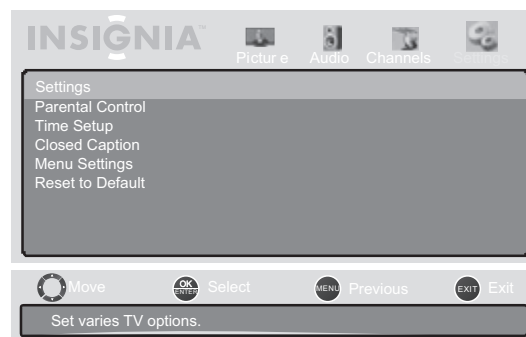 INSIGNIA™
Pictur e Audio Channels Settings
Settings
Parental Control
Time Setup
Closed Caption
Menu Settings
Reset to Default
Move OK ENTER Select MENU Previous EXIT Exit
Set varies TV options.